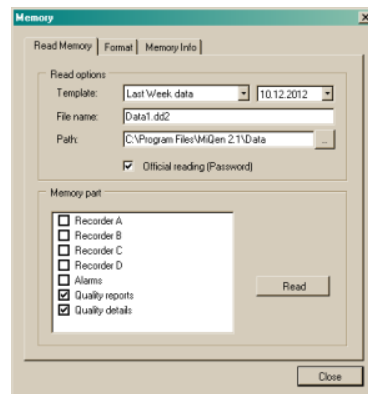 Memory
Read Memory Format Memory Info
Read options
Template: Last Week data 10.12.2012
File name: Data1.dd2
Path: C:\Program Files\MiQen 2.1\Data ...
Official reading (Password)
Memory part
Recorder A
Recorder B
Recorder C
Recorder D
Alarms
Quality reports
Quality details
Read
Close